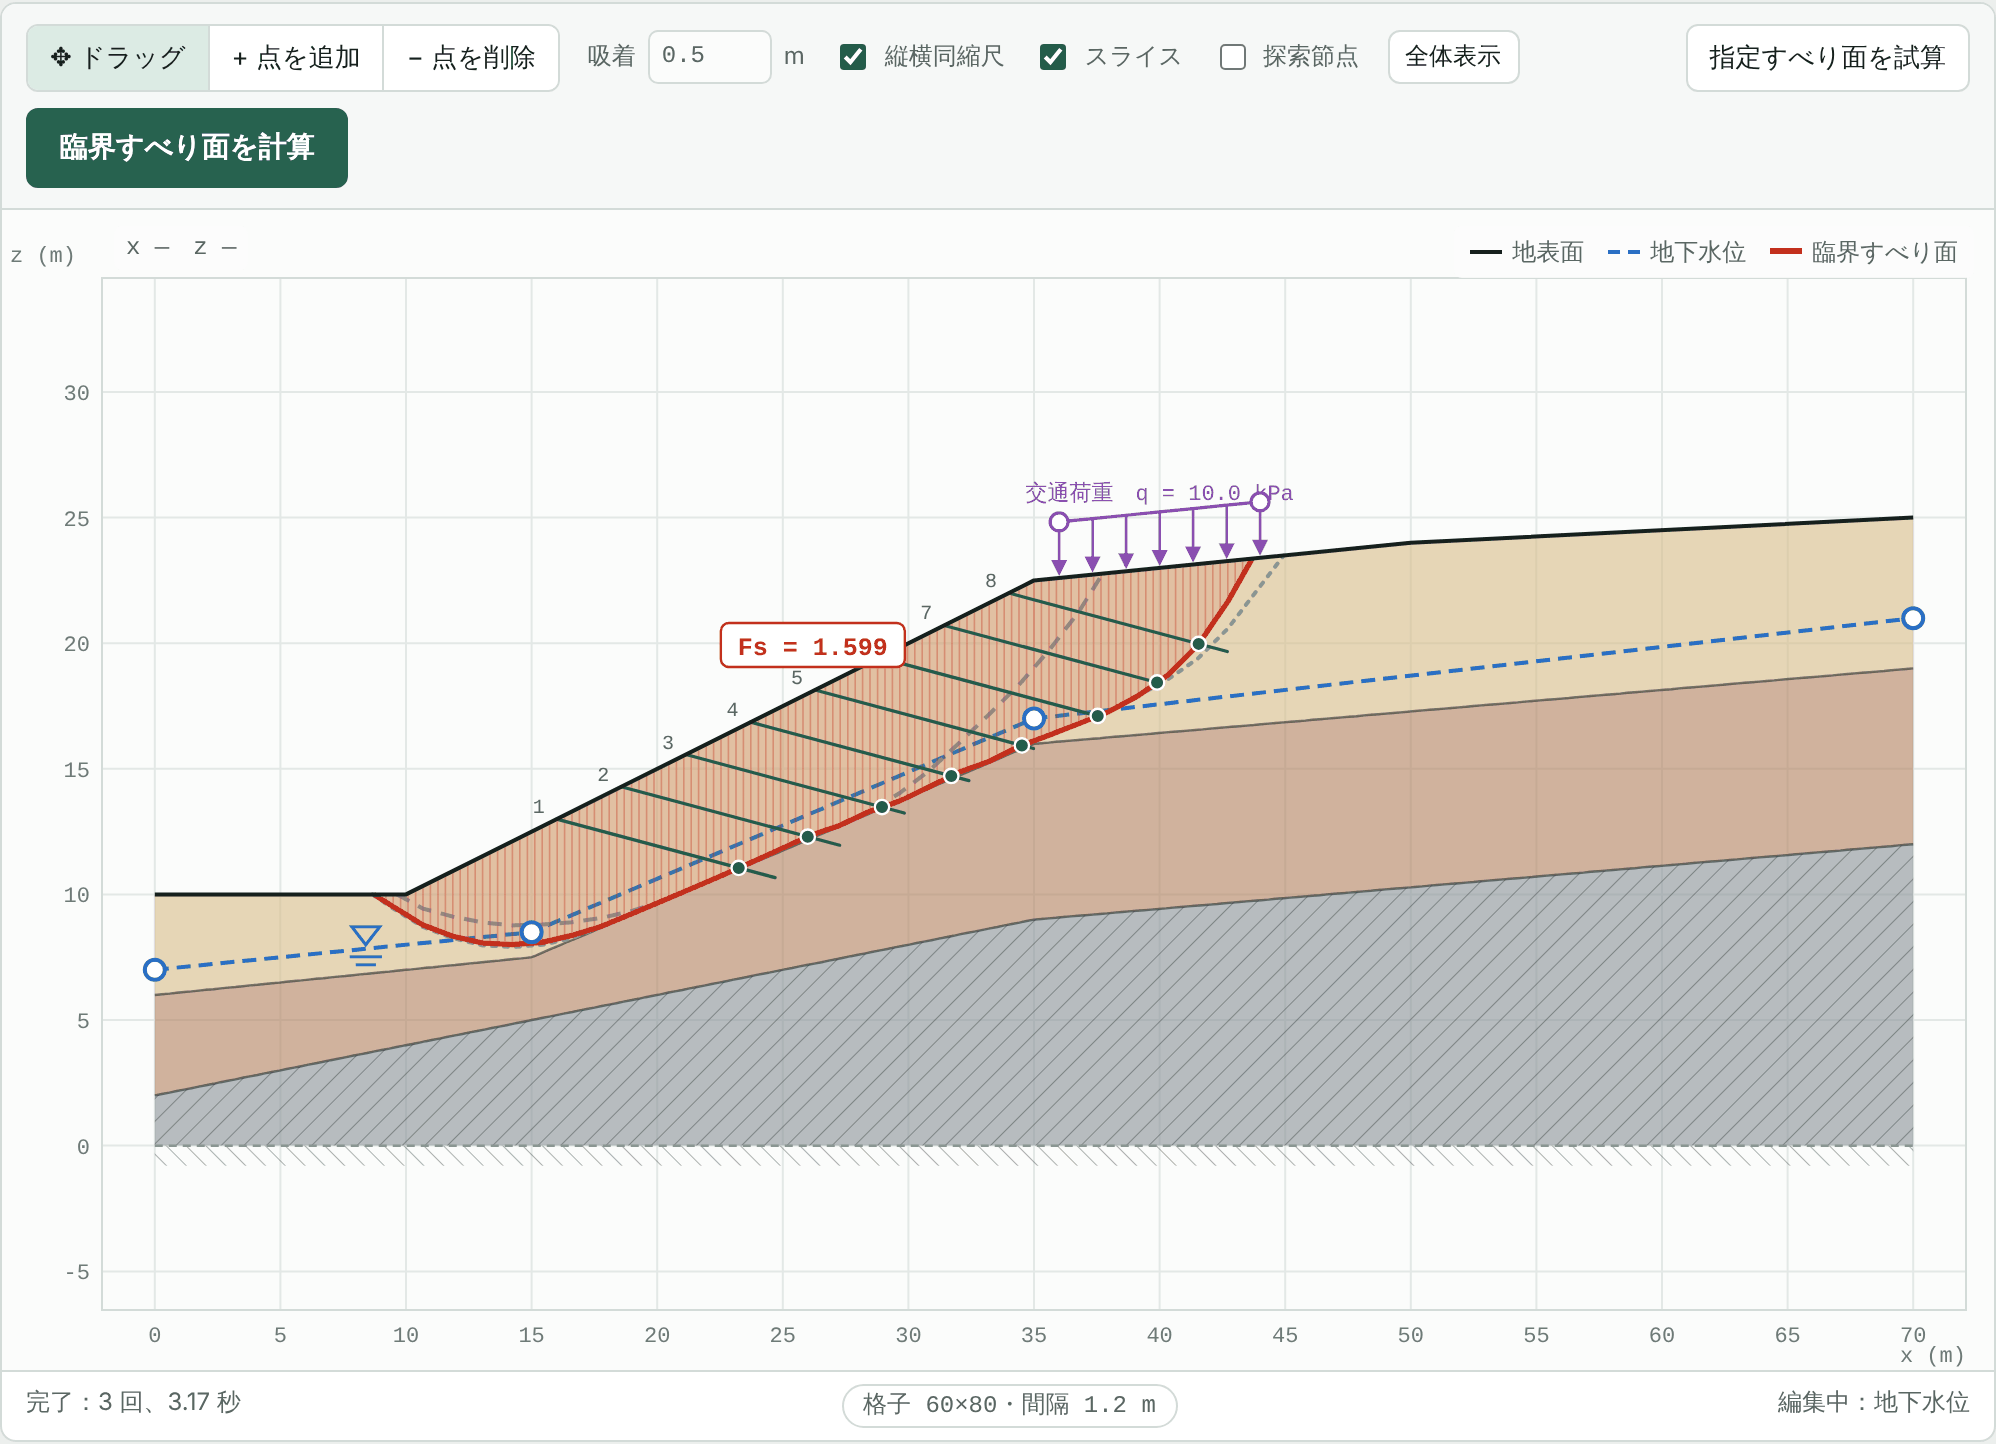 ✥ ドラッグ + 点を追加 − 点を削除 吸着 0.5 m 縦横同縮尺 スライス 探索節点 全体表示 指定すべり面を試算
臨界すべり面を計算
z (m) x — z — 地表面 地下水位 臨界すべり面
30
25
20
15
10
5
0
-5
交通荷重 q = 10.0 kPa
8
7
Fs = 1.599
5
4
3
2
1
0 5 10 15 20 25 30 35 40 45 50 55 60 65 70
x (m)
完了：3 回、3.17 秒 格子 60×80・間隔 1.2 m 編集中：地下水位